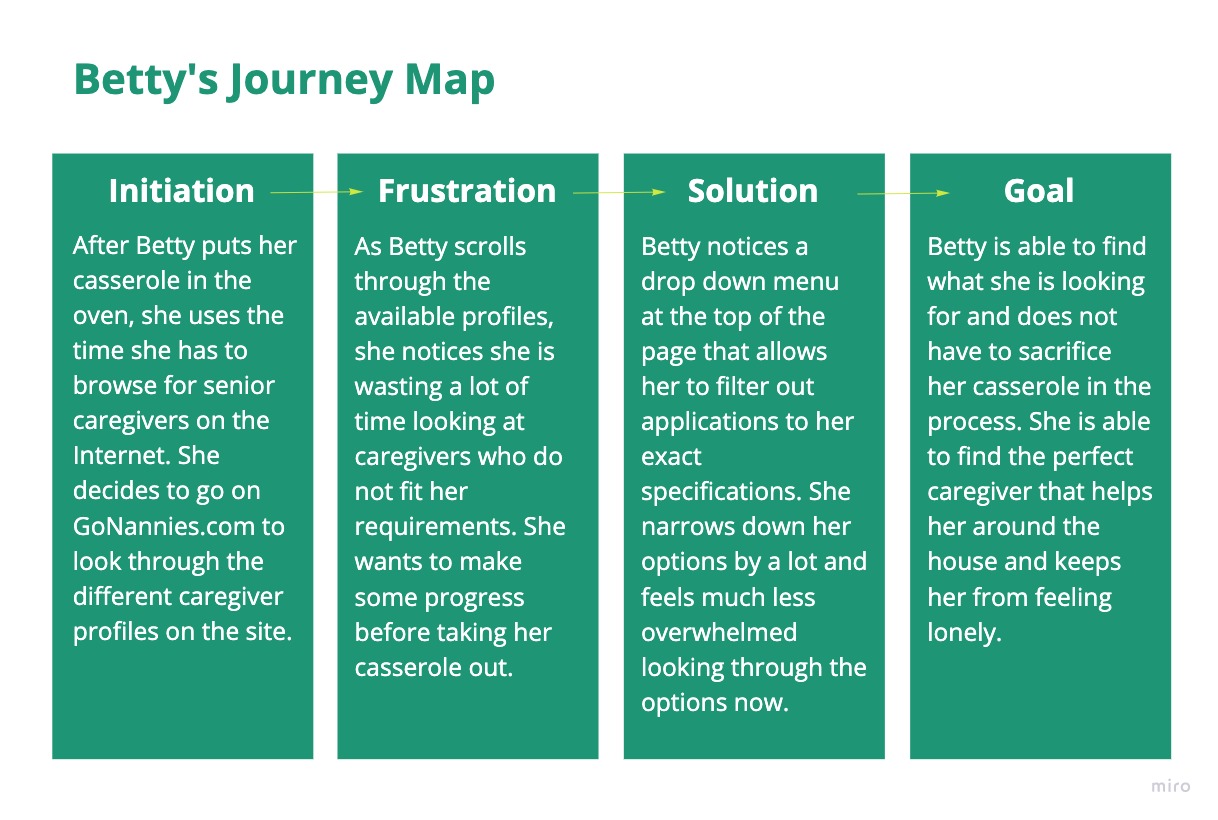 Betty's Journey Map
Initiation
After Betty puts her
casserole in the
oven, she uses the
time she has to
browse for senior
caregivers on the
Internet. She
decides to go on
GoNannies.com to
look through the
different caregiver
profiles on the site.
Frustration
As Betty scrolls
through the
available profiles,
she notices she is
wasting a lot of
time looking at
caregivers who do
not fit her
requirements. She
wants to make
some progress
before taking her
casserole out.
Solution
Betty notices a
drop down menu
at the top of the
page that allows
her to filter out
applications to her
exact
specifications. She
narrows down her
options by a lot and
feels much less
overwhelmed
looking through the
options now.
Goal
Betty is able to find
what she is looking
for and does not
have to sacrifice
her casserole in the
process. She is able
to find the perfect
caregiver that helps
her around the
house and keeps
her from feeling
lonely.
miro